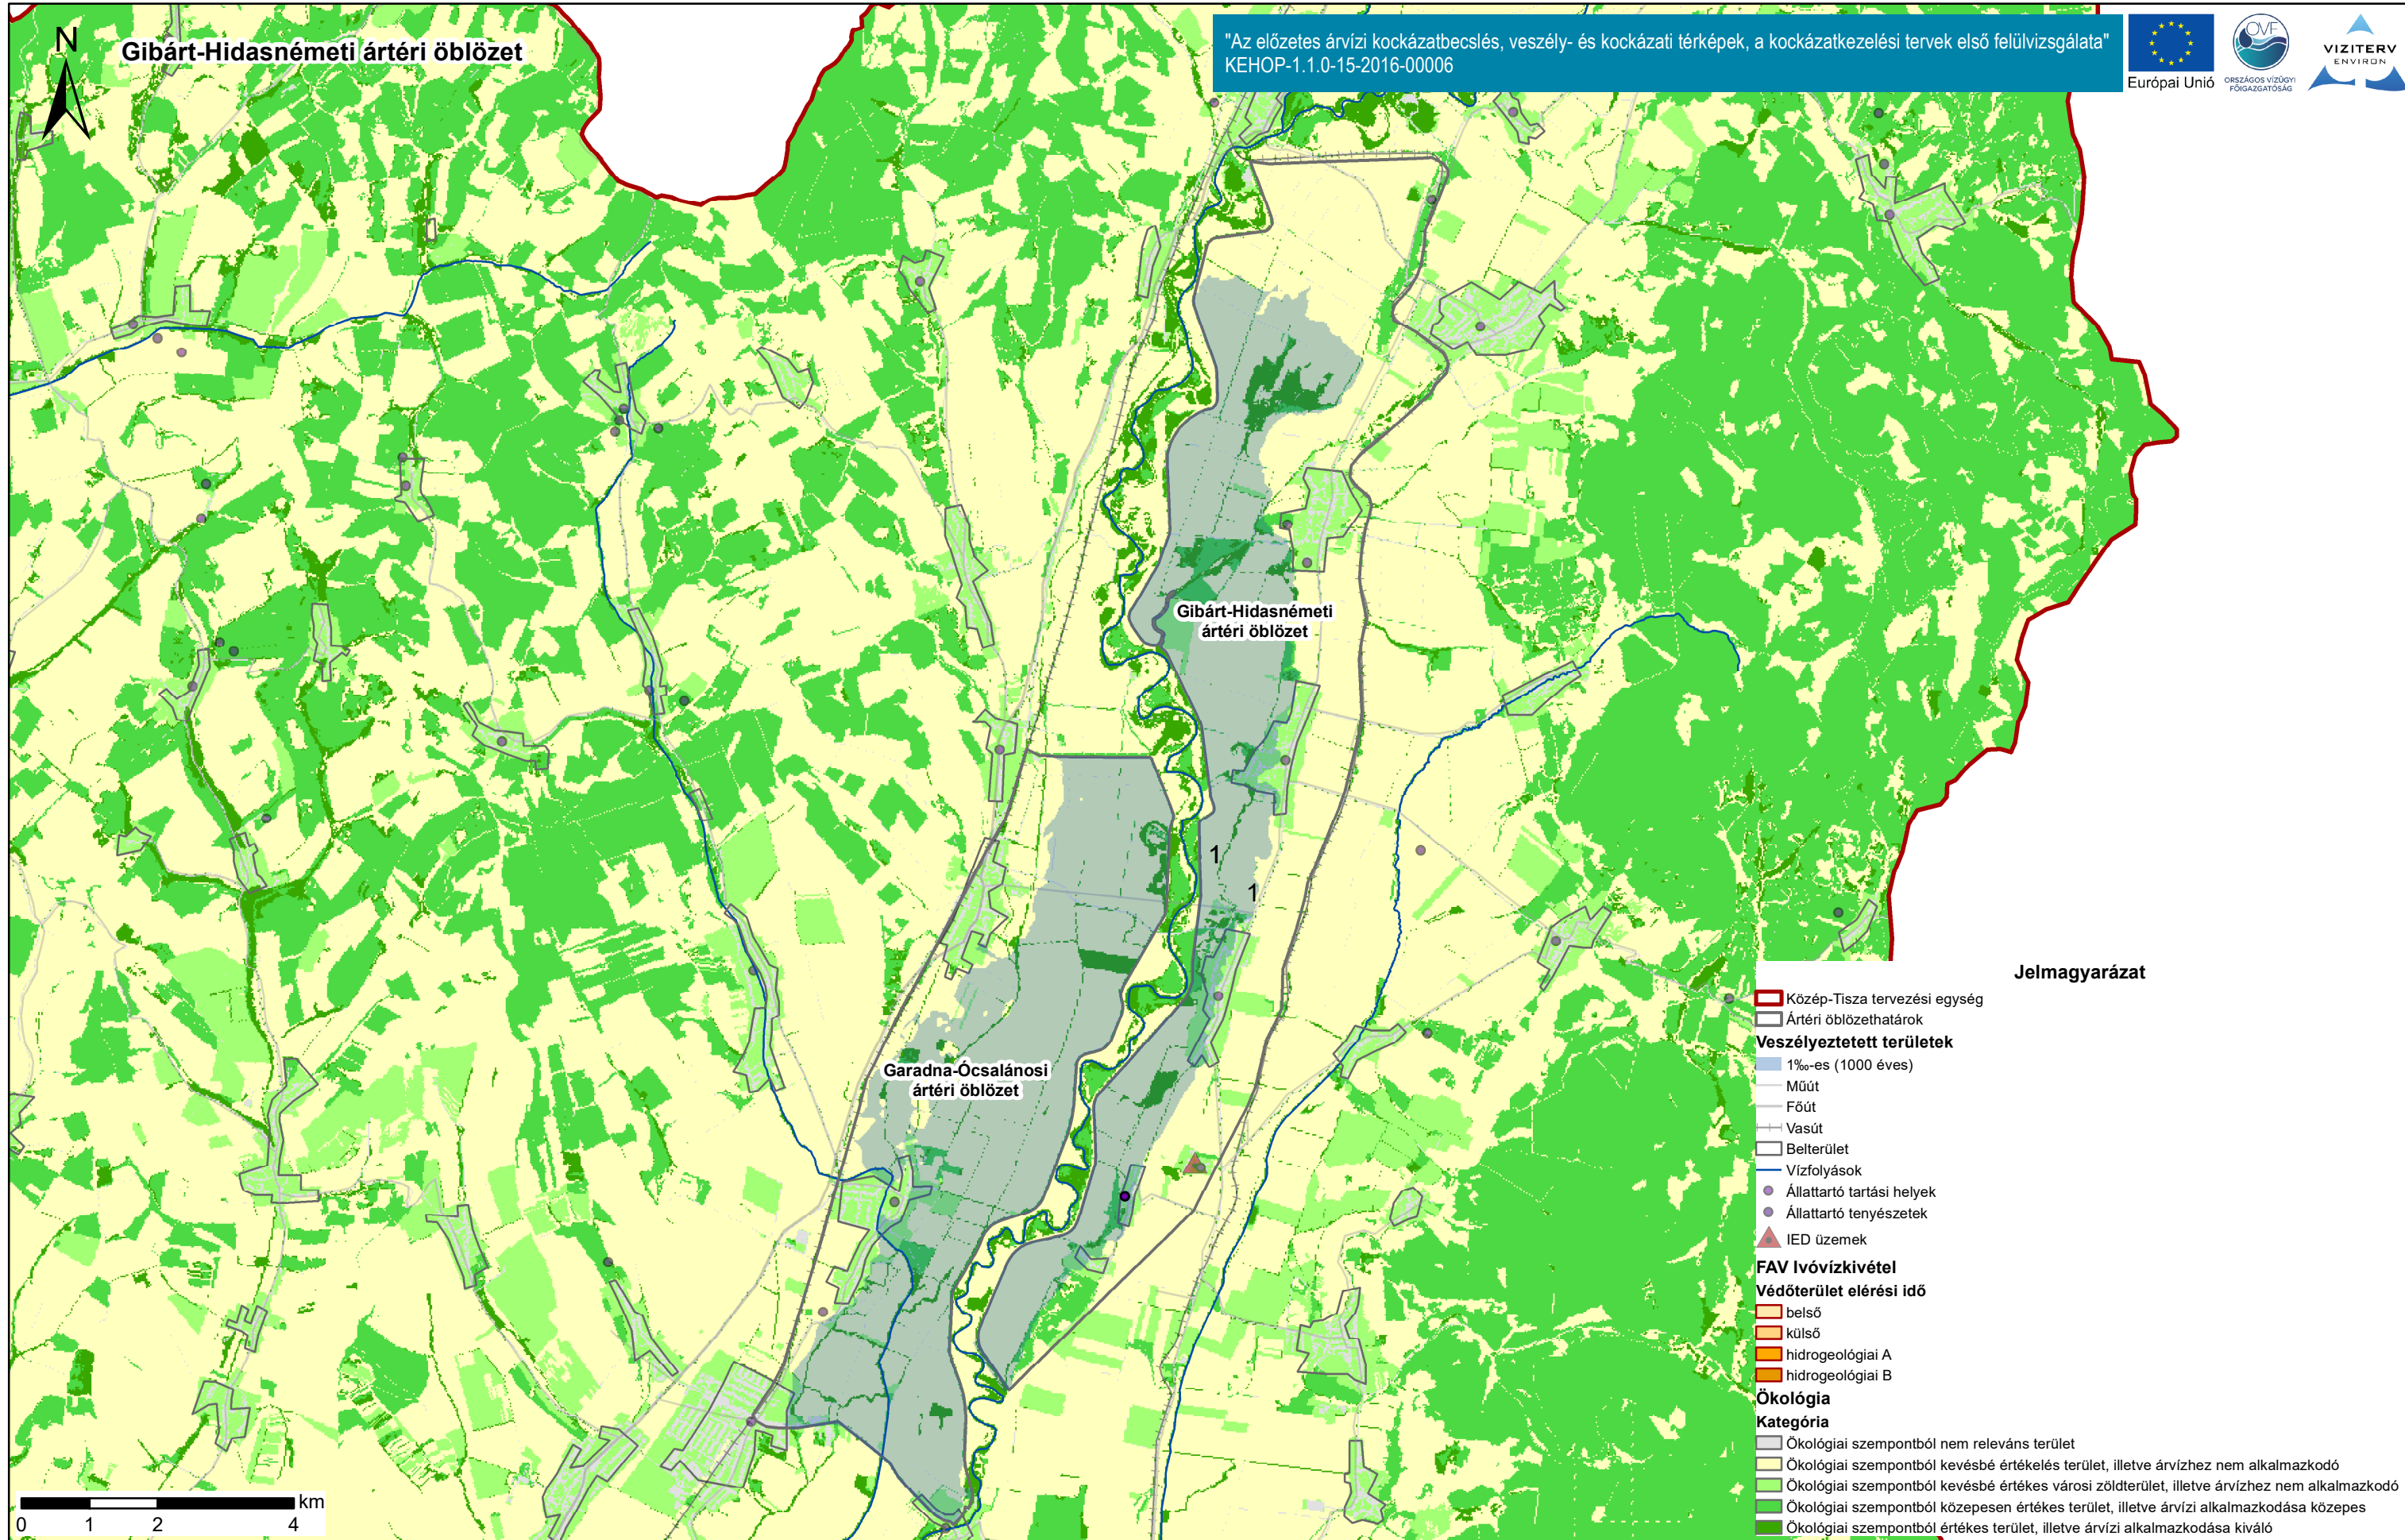 N
Gibárt-Hidasnémeti ártéri öblözet
"Az előzetes árvízi kockázatbecslés, veszély- és kockázati térképek, a kockázatkezelési tervek első felülvizsgálata"
KEHOP-1.1.0-15-2016-00006
Európai Unió
OVF
ORSZÁGOS VÍZÜGYI
FŐIGAZGATÓSÁG
VIZITERV
ENVIRON
Gibárt-Hidasnémeti
ártéri öblözet
1
1
Garadna-Ócsalánosi
ártéri öblözet
Jelmagyarázat
Közép-Tisza tervezési egység
Ártéri öblözethatárok
Veszélyeztetett területek
1‰-es (1000 éves)
Műút
Főút
Vasút
Belterület
Vízfolyások
Állattartó tartási helyek
Állattartó tenyészetek
IED üzemek
FAV Ivóvízkivétel
Védőterület elérési idő
belső
külső
hidrogeológiai A
hidrogeológiai B
Ökológia
Kategória
Ökológiai szempontból nem releváns terület
Ökológiai szempontból kevésbé értékelés terület, illetve árvízhez nem alkalmazkodó
Ökológiai szempontból kevésbé értékes városi zöldterület, illetve árvízhez nem alkalmazkodó
Ökológiai szempontból közepesen értékes terület, illetve árvízi alkalmazkodása közepes
Ökológiai szempontból értékes terület, illetve árvízi alkalmazkodása kiváló
km
0 1 2 4